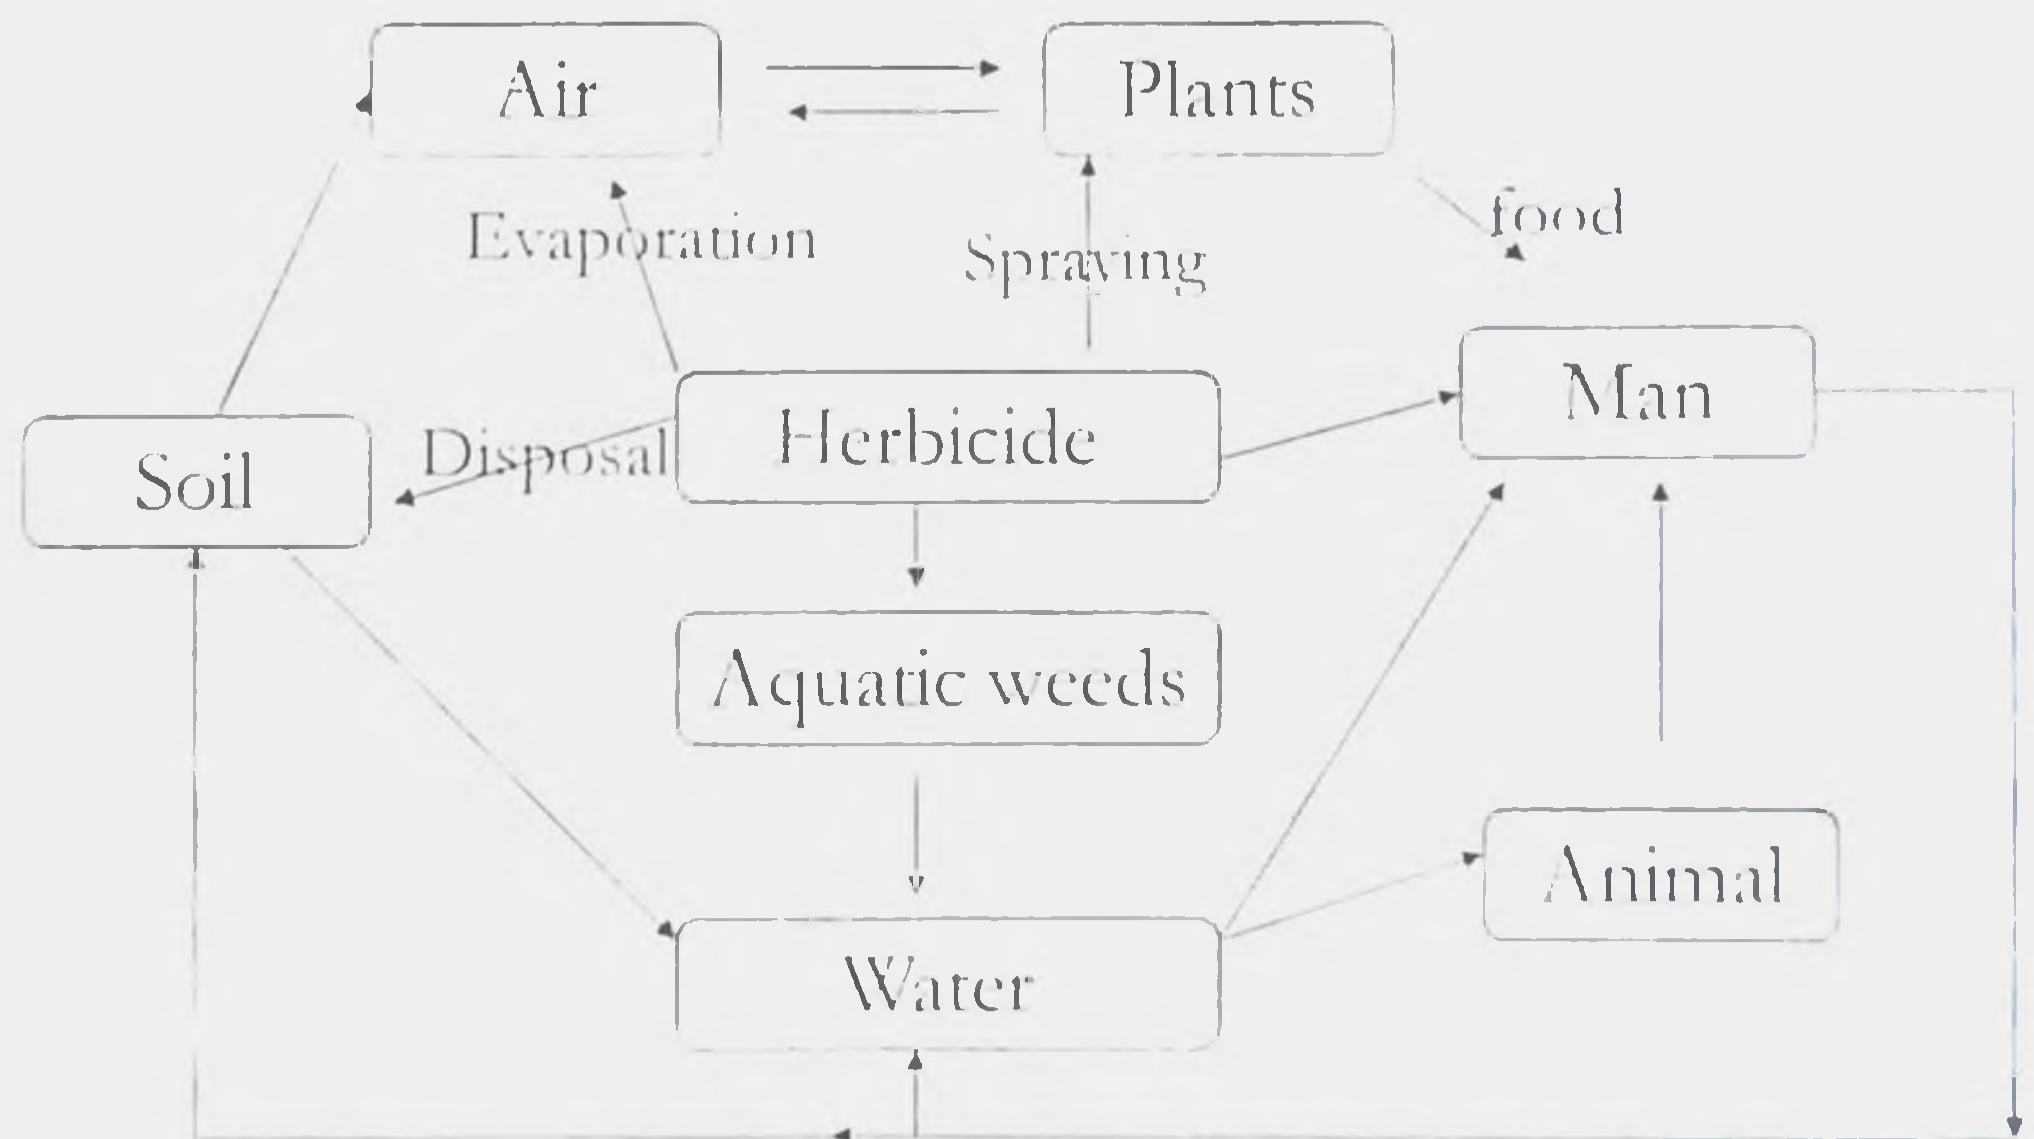 Air
Plants
food
Evaporation
Spraying
Man
Herbicide
Disposal
Soil
Aquatic weeds
Animal
Water